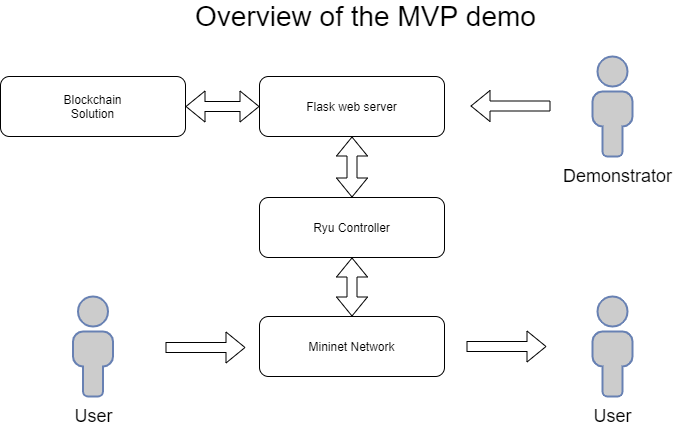 Overview of the MVP demo
Blockchain
Solution
Flask web server
Demonstrator
Ryu Controller
Mininet Network
User
User